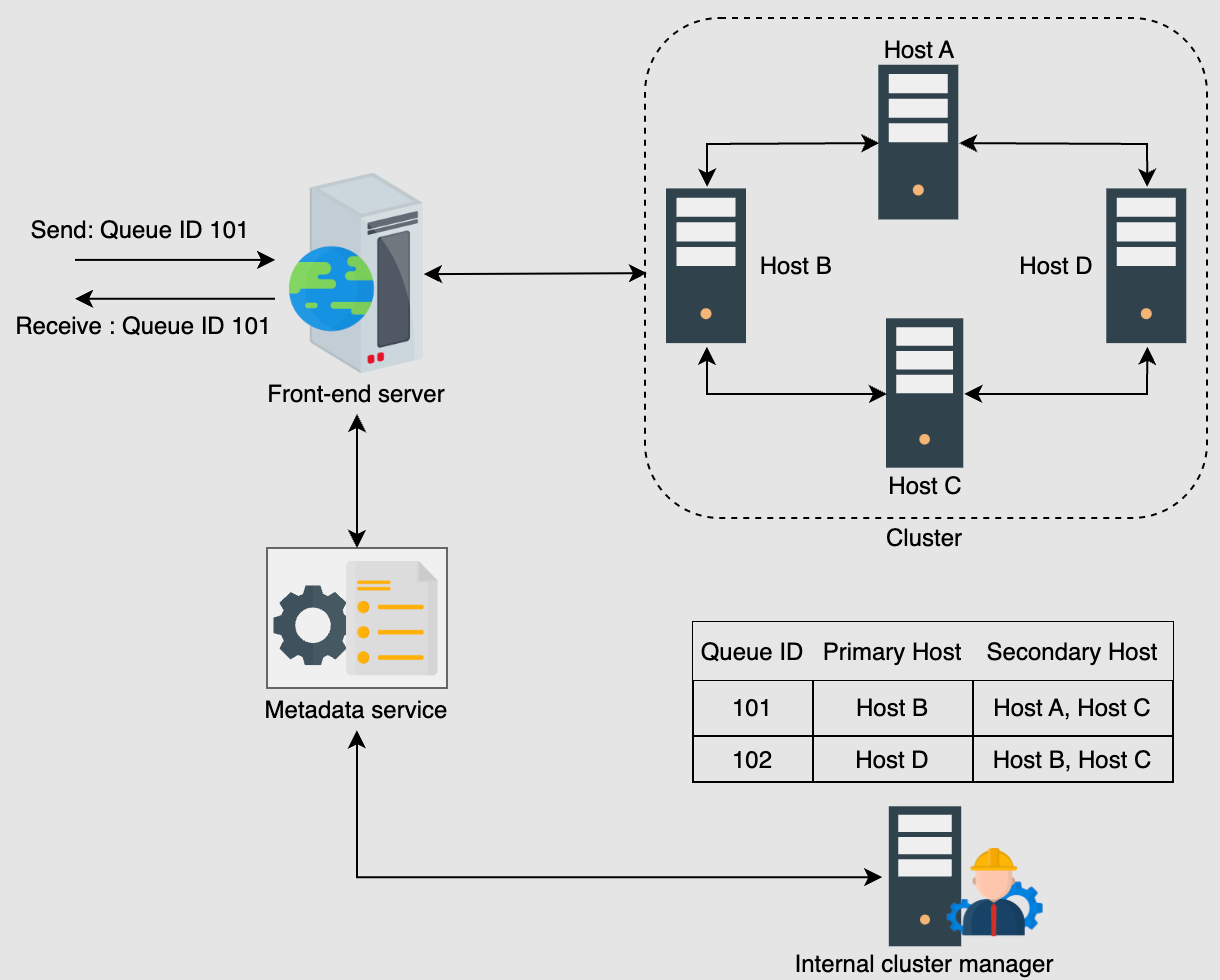 Host A
Send: Queue ID 101
Host B
Host D
Receive : Queue ID 101
Front-end server
Host C
Cluster
Queue ID Primary Host Secondary Host
101 Host B Host A, Host C
102 Host D Host B, Host C
Metadata service
Internal cluster manager